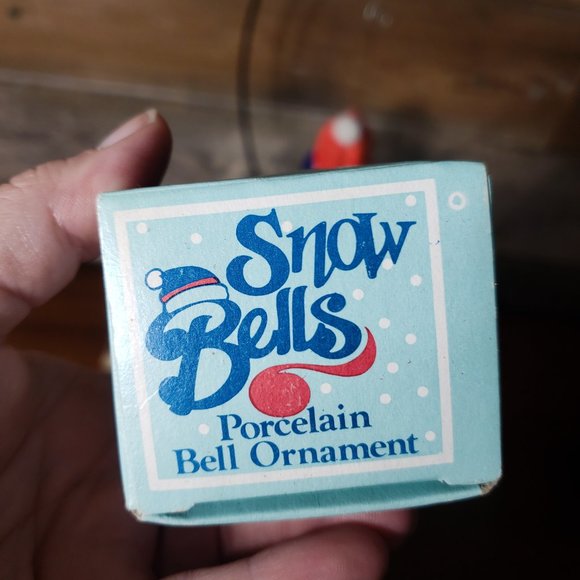 Snow
Bells
Porcelain
Bell Ornament